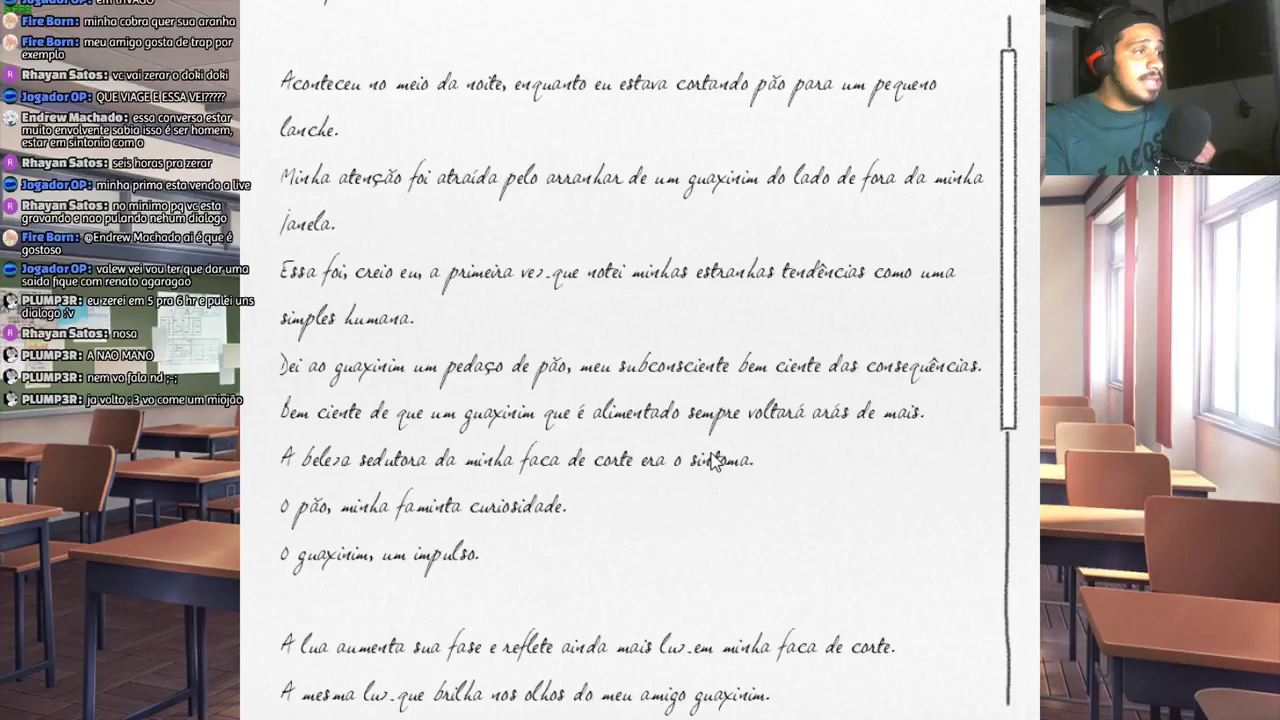 Fire Born: minha cobra quer sua aranha
Fire Born: meu amigo gosta de trap por
exemplo
Rhayan Satos: vc vai zerar o doki doki
Jogador OP: QUE VIAGE E ESSA VEI?????
Endrew Machado: essa conversa estar
muito envolvente sabia isso é ser homem,
estar em sintonia com o
Rhayan Satos: seis horas pra zerar
Jogador OP: minha prima esta vendo a live
Rhayan Satos: no minimo pq vc esta
gravando e nao pulando nehum dialogo
Fire Born: @Endrew Machado ai é que é
gostoso
Jogador OP: valew vei vou ter que dar uma
saida fique com renato agaragao
PLUMP3R: eu zerei em 5 pra 6 hr e pulei uns
dialogo :v
Rhayan Satos: nosa
PLUMP3R: A NAO MANO
PLUMP3R: nem vo fala nd ;-;
PLUMP3R: ja volto :3 vo come um miojão
Aconteceu no meio da noite, enquanto eu estava cortando pão para um pequeno
lanche.
Minha atenção foi atraída pelo arranhar de um guaxinim do lado de fora da minha
janela.
Essa foi, creio eu, a primeira vez que notei minhas estranhas tendências como uma
simples humana.
Dei ao guaxinim um pedaço de pão, meu subconsciente bem ciente das consequências.
Bem ciente de que um guaxinim que é alimentado sempre voltará arás de mais.
A beleza sedutora da minha faca de corte era o sintoma.
O pão, minha faminta curiosidade.
O guaxinim, um impulso.
A lua aumenta sua fase e reflete ainda mais luz em minha faca de corte.
A mesma luz que brilha nos olhos do meu amigo guaxinim.